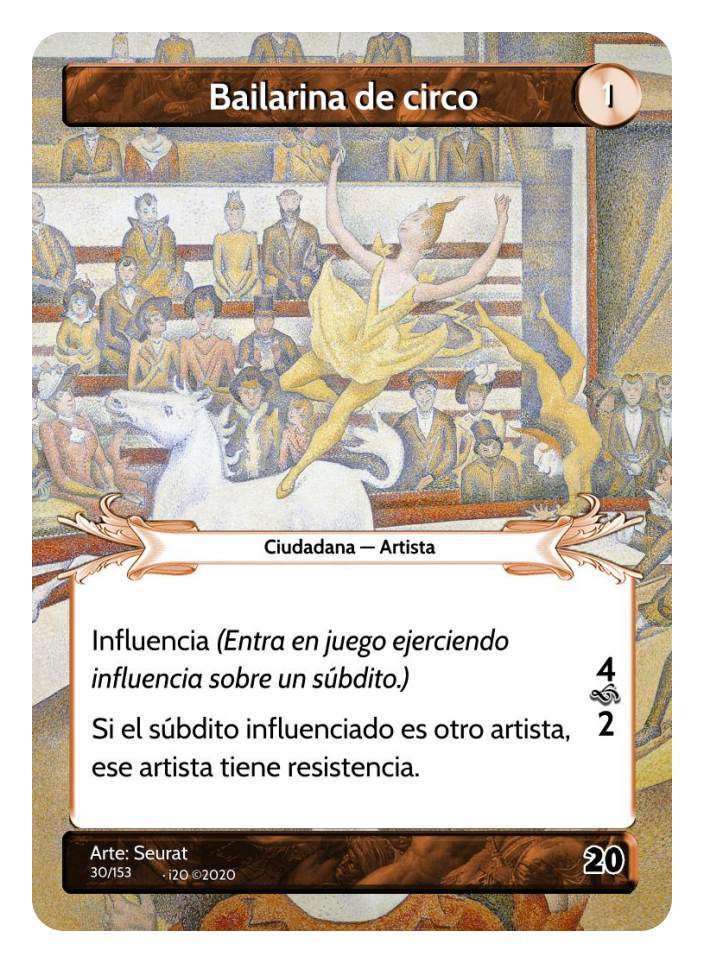 Bailarina de circo
1
Ciudadana — Artista
Influencia (Entra en juego ejerciendo
influencia sobre un súbdito.)
Si el súbdito influenciado es otro artista,
ese artista tiene resistencia.
4
2
Arte: Seurat
30/153 · i20 ©2020
20